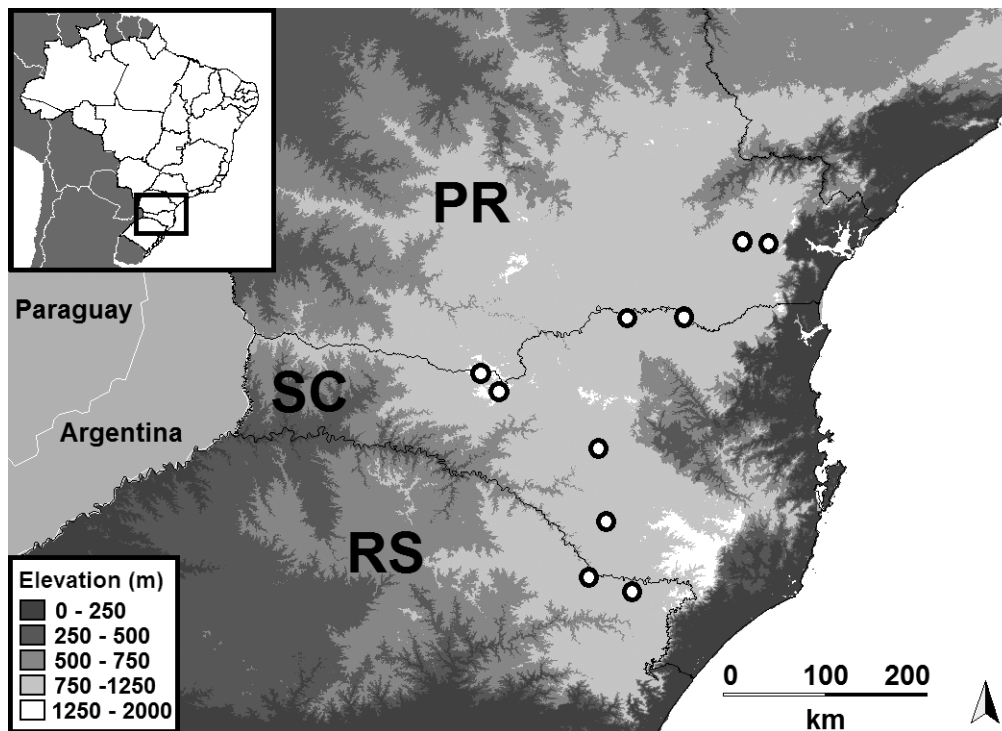 PR
Paraguay
SC
Argentina
RS
Elevation (m)
0 - 250
250 - 500
500 - 750
750 -1250
1250 - 2000
0 100 200
km